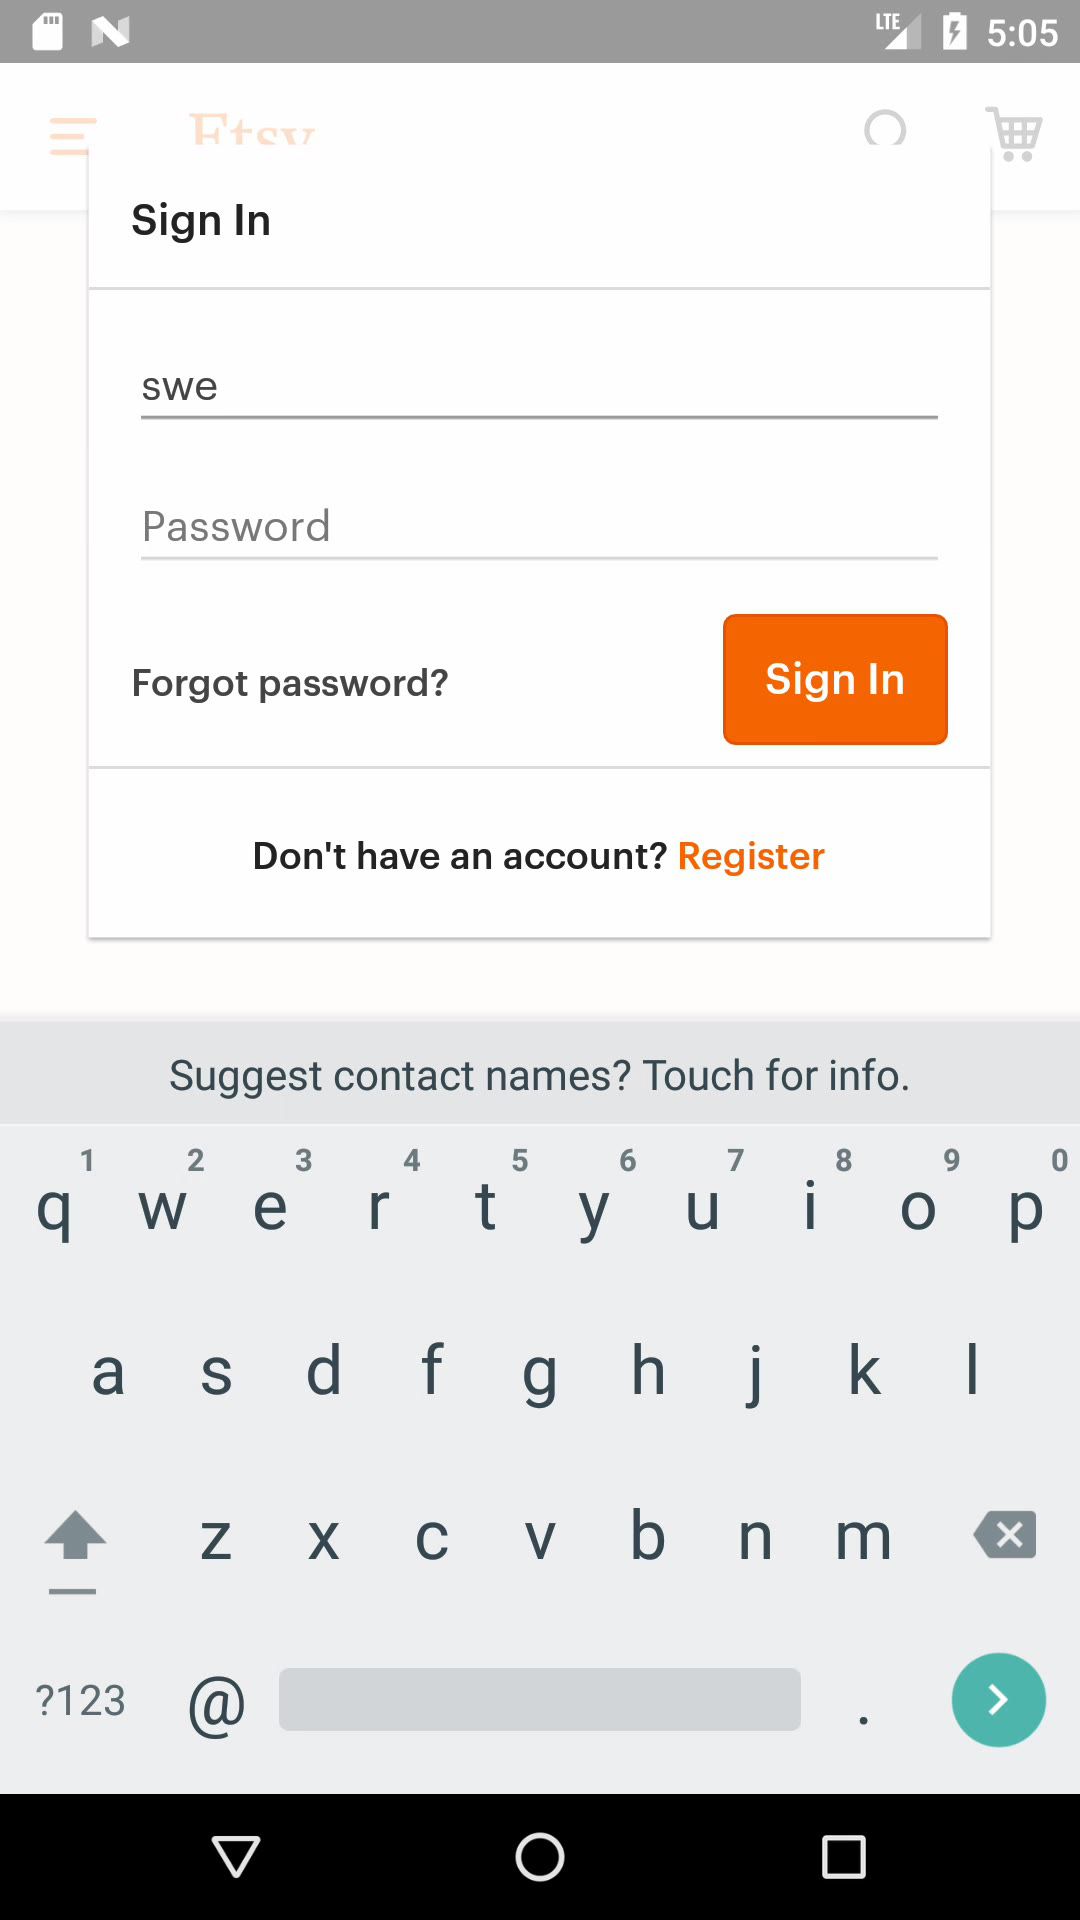 LTE 5:05
Etsy
Sign In
swe
Password
Forgot password?
Sign In
Don't have an account? Register
Suggest contact names? Touch for info.
1 2 3 4 5 6 7 8 9 0
q w e r t y u i o p
a s d f g h j k l
z x c v b n m
?123 @ .